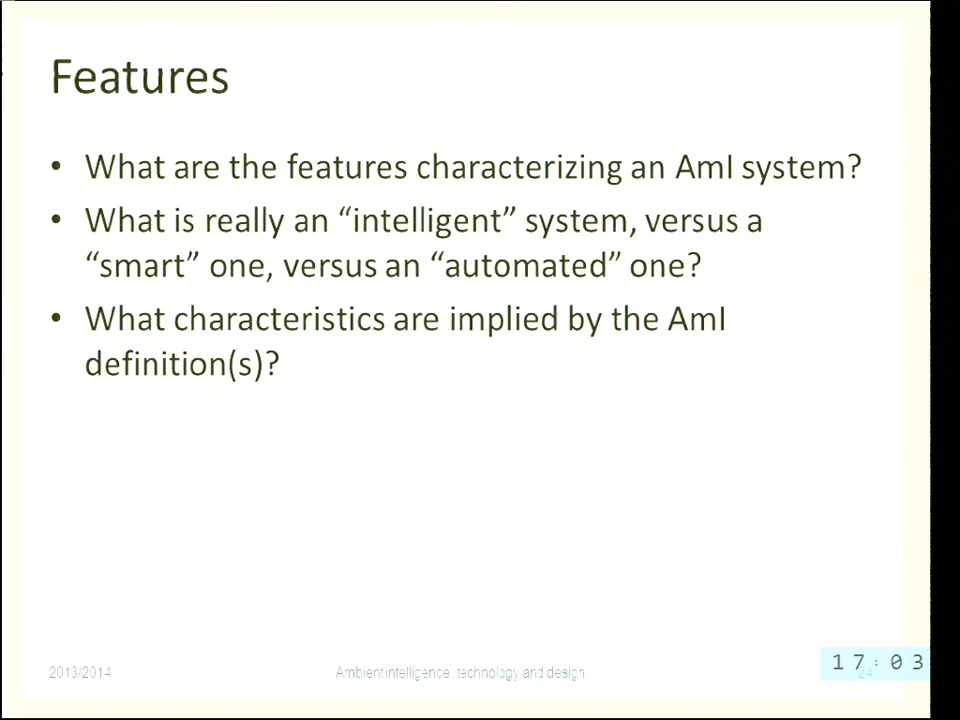 Features
• What are the features characterizing an AmI system?
• What is really an “intelligent” system, versus a
“smart” one, versus an “automated” one?
• What characteristics are implied by the AmI
definition(s)?
2013/2014
Ambient intelligence: technology and design
24
17:03